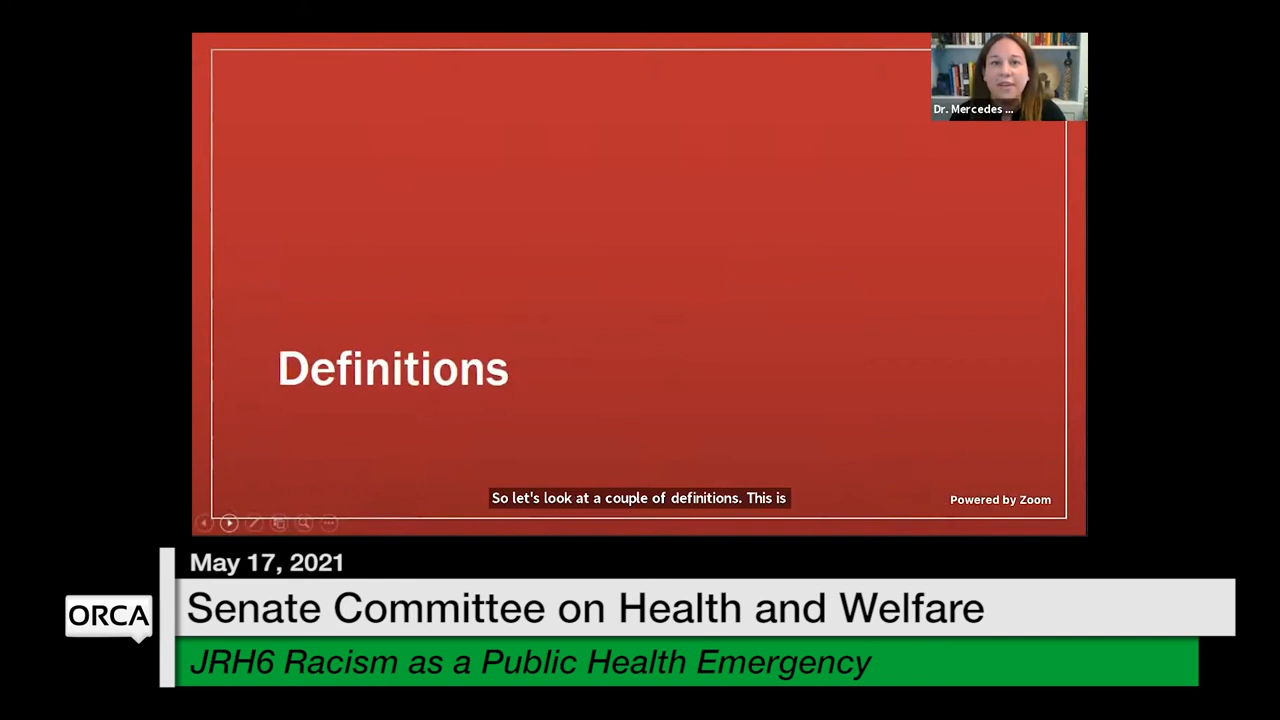 Dr. Mercedes ...
Definitions
So let's look at a couple of definitions. This is
Powered by Zoom
May 17, 2021
ORCA
Senate Committee on Health and Welfare
JRH6 Racism as a Public Health Emergency